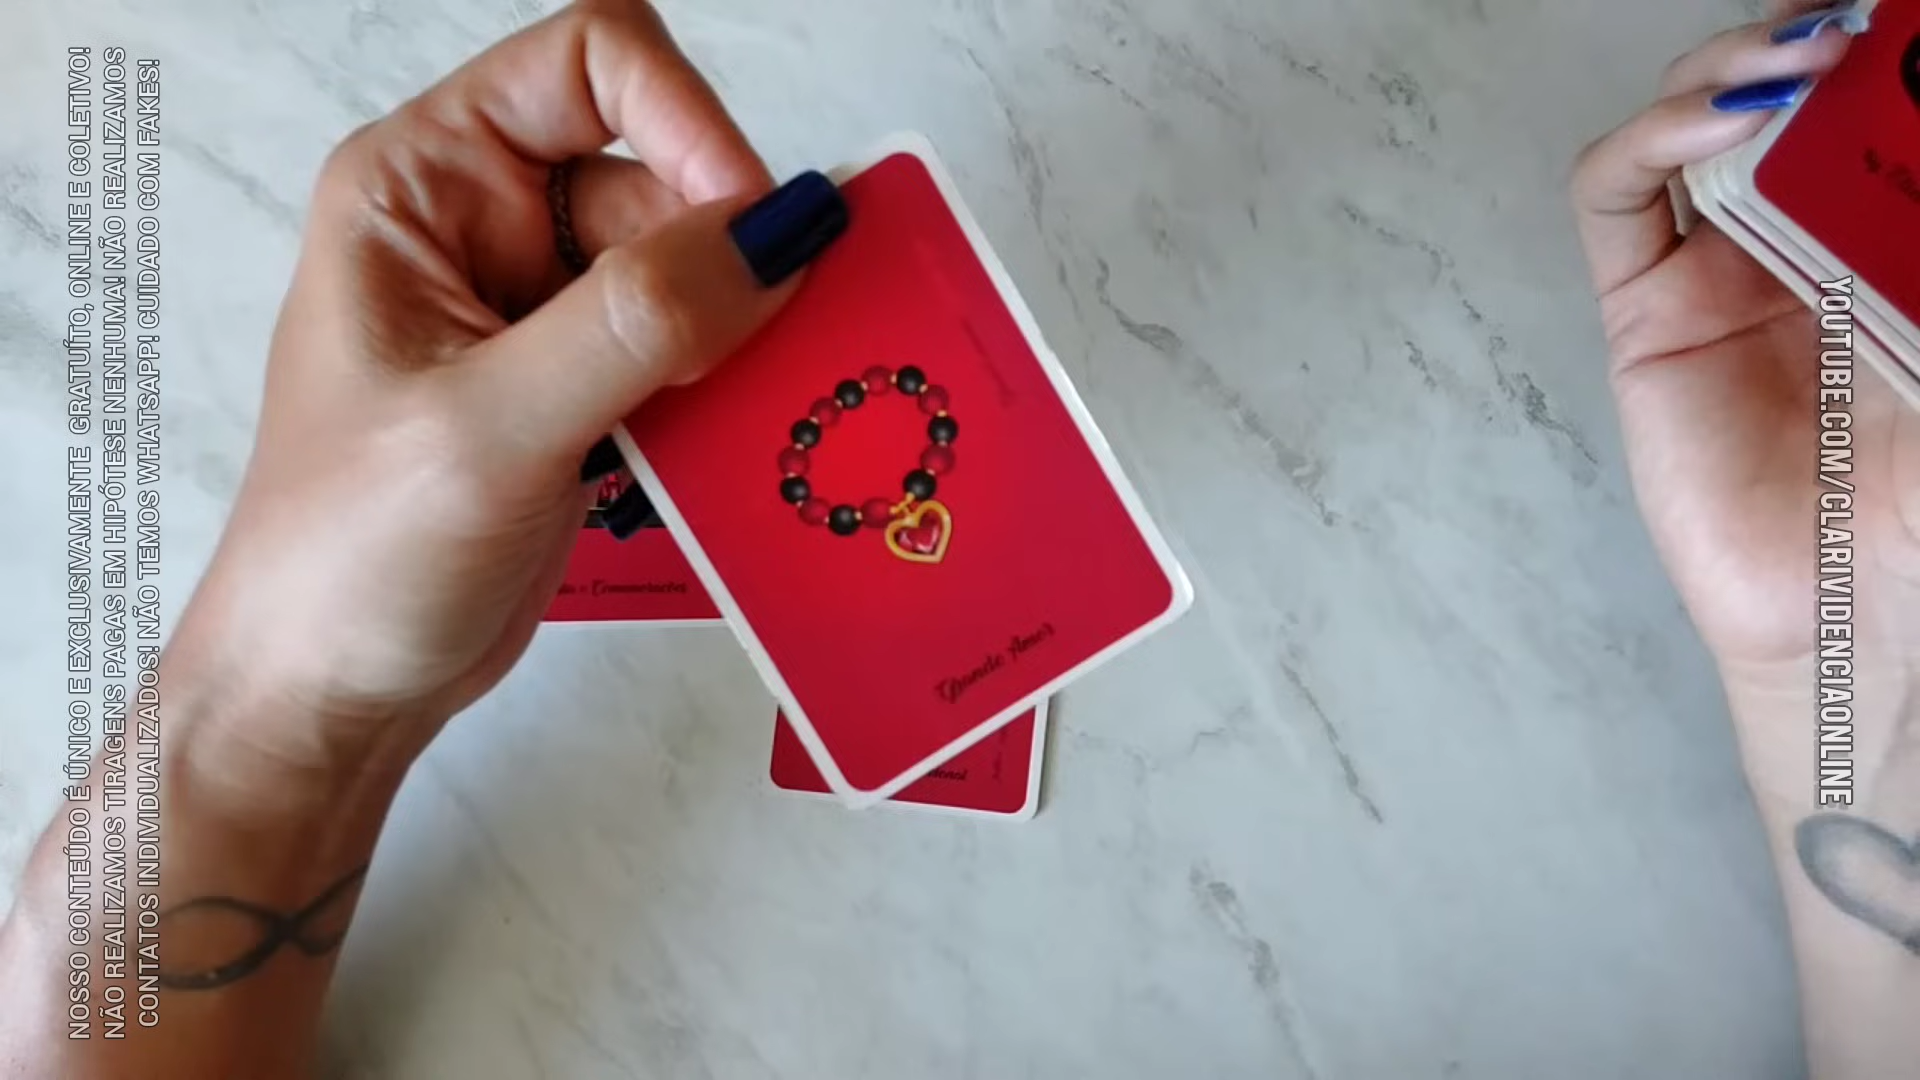 NOSSO CONTEÚDO É ÚNICO E EXCLUSIVAMENTE GRATUÍTO, ONLINE E COLETIVO!
NÃO REALIZAMOS TIRAGENS PAGAS EM HIPÓTESE NENHUMA! NÃO REALIZAMOS
CONTATOS INDIVIDUALIZADOS! NÃO TEMOS WHATSAPP! CUIDADO COM FAKES!
e Comemorações
Grande Amor
YOUTUBE.COM/CLARIVIDENCIAONLINE